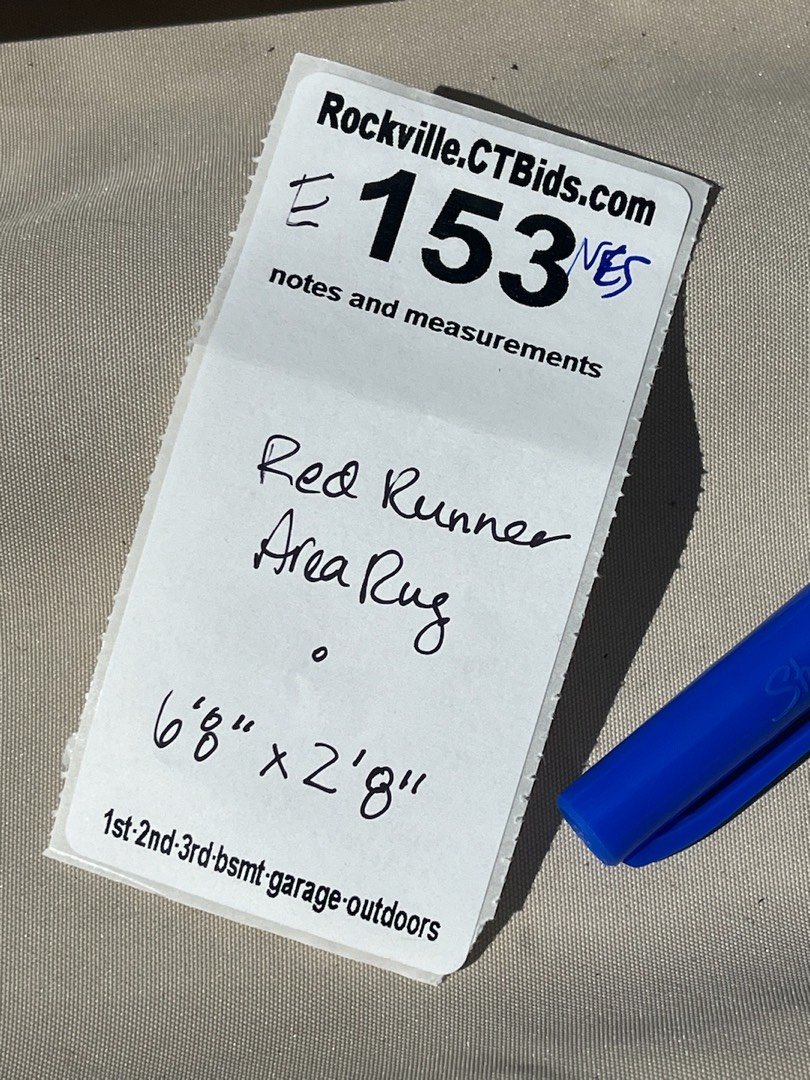 Rockville.CTBids.com
E 153 NES
notes and measurements
Red Runner
Area Rug
6'8" x 2'8"
1st·2nd·3rd·bsmt·garage·outdoors